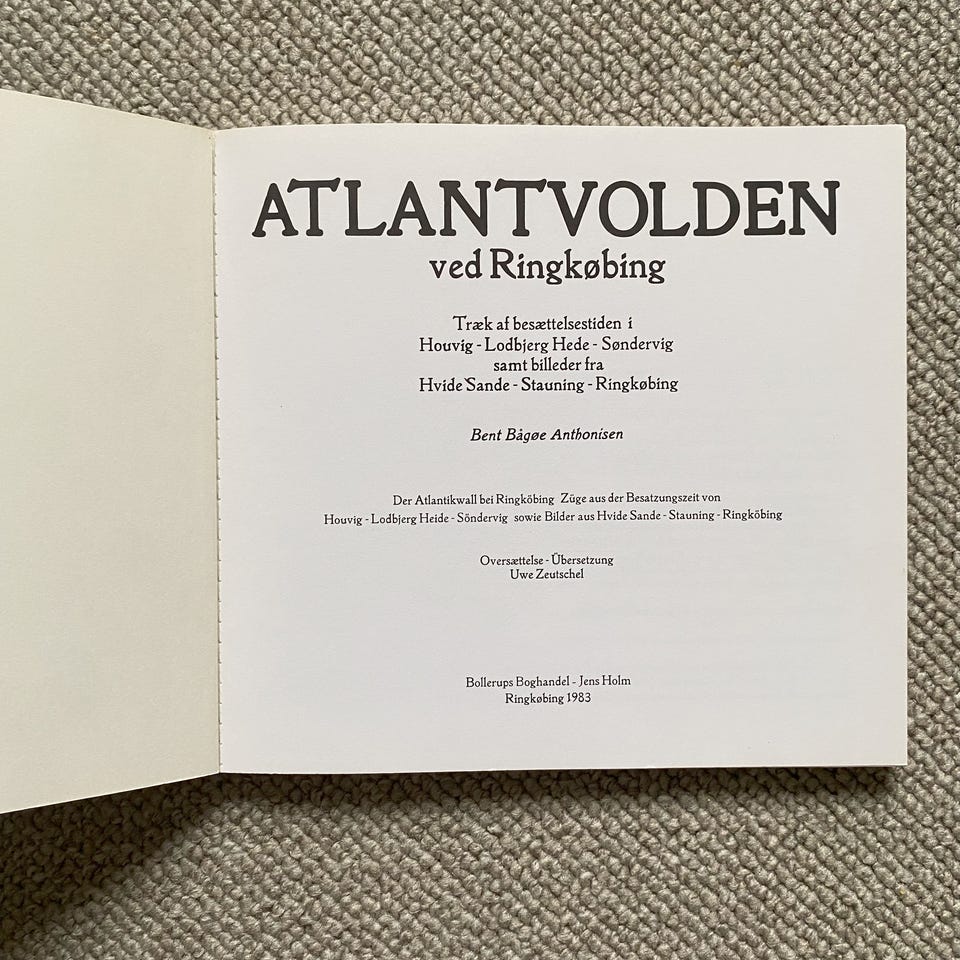 ATLANTVOLDEN
ved Ringkøbing
Træk af besættelsestiden i
Houvig - Lodbjerg Hede - Søndervig
samt billeder fra
Hvide Sande - Stauning - Ringkøbing
Bent Bågøe Anthonisen
Der Atlantikwall bei Ringköbing Züge aus der Besatzungszeit von
Houvig - Lodbjerg Heide - Söndervig sowie Bilder aus Hvide Sande - Stauning - Ringköbing
Oversættelse - Übersetzung
Uwe Zeutschel
Bollerups Boghandel - Jens Holm
Ringkøbing 1983